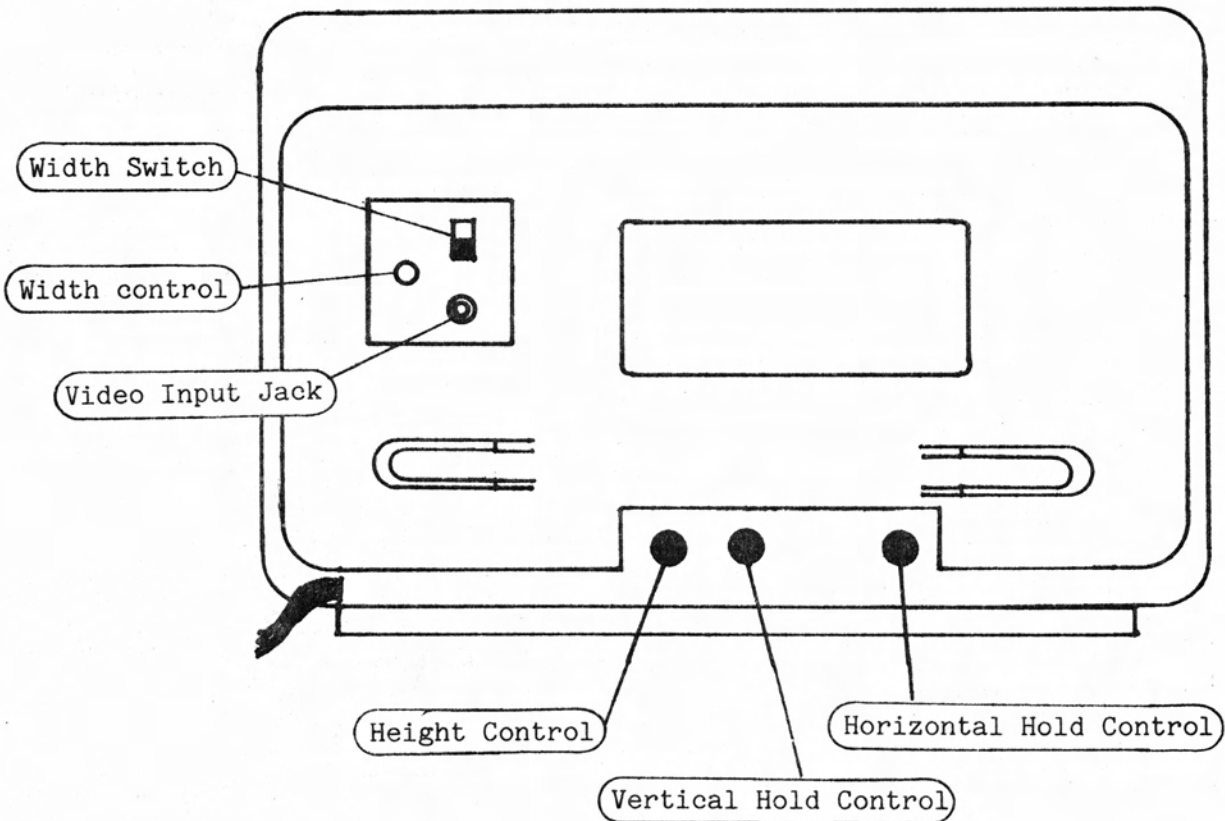 Width Switch
Width control
Video Input Jack
Height Control
Horizontal Hold Control
Vertical Hold Control